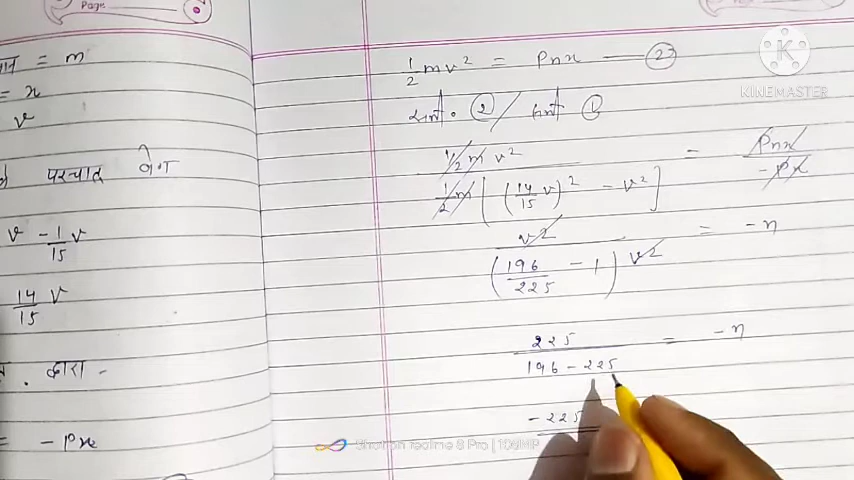 Page
Page
= m
= x
v
पश्चात् वेग
v - 1/15 v
14/15 v
द्वारा -
= - Px
1/2 mv² = Pnx — (2)
समी. ② / समी ①
1/2 m v² / 1/2 m [(14/15 v)² - v²] = Pnx / -Px
v² / (196/225 - 1) v² = -n
225 / 196 - 225 = -n
- 225
KINEMASTER
Shot on realme 8 Pro | 108MP